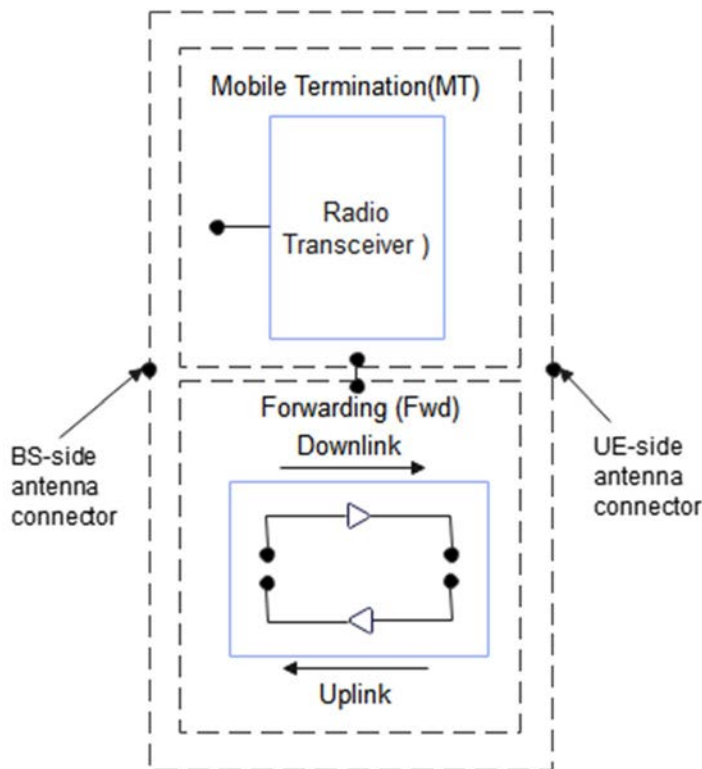 Mobile Termination(MT)
Radio
Transceiver )
Forwarding (Fwd)
Downlink
BS-side
antenna
connector
UE-side
antenna
connector
Uplink